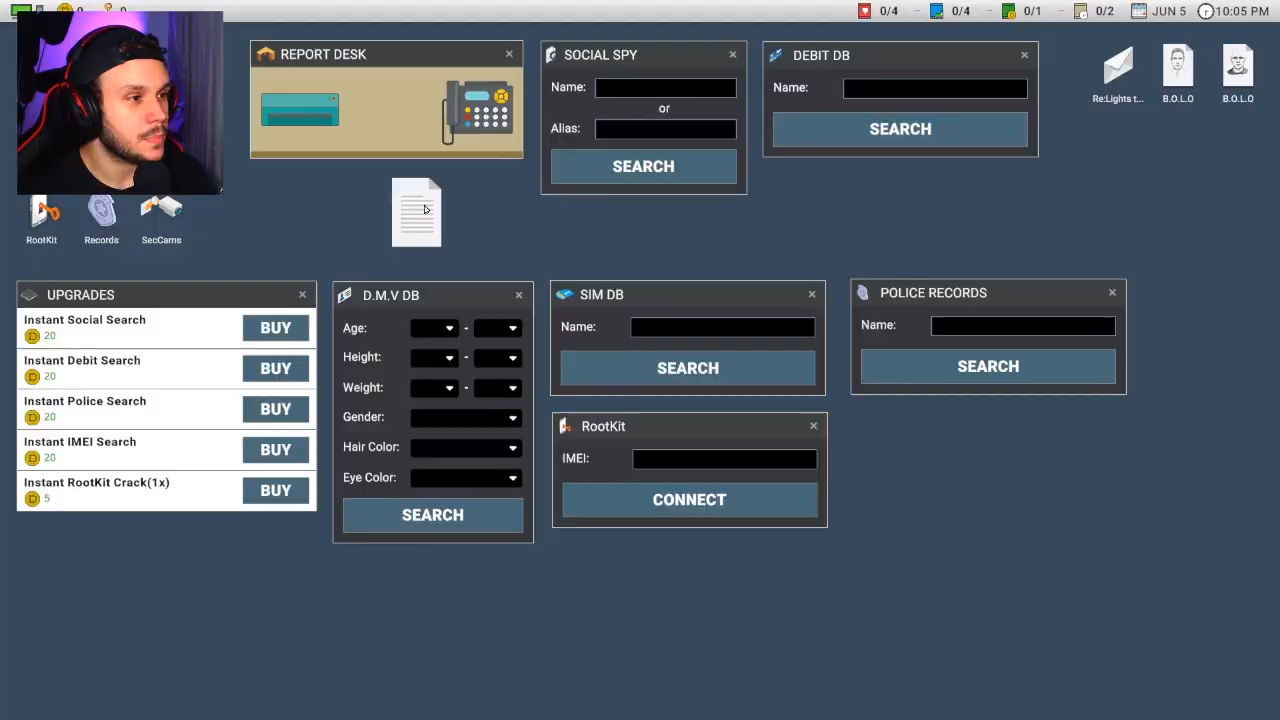 0/4 0/4 0/1 0/2 JUN 5 10:05 PM
REPORT DESK
SOCIAL SPY
Name:
or
Alias:
SEARCH
DEBIT DB
Name:
SEARCH
Re:Lights t...
B.O.L.O
B.O.L.O
RootKit
Records
SecCams
UPGRADES
Instant Social Search
20
BUY
Instant Debit Search
20
BUY
Instant Police Search
20
BUY
Instant IMEI Search
20
BUY
Instant RootKit Crack(1x)
5
BUY
D.M.V DB
Age: -
Height: -
Weight: -
Gender:
Hair Color:
Eye Color:
SEARCH
SIM DB
Name:
SEARCH
RootKit
IMEI:
CONNECT
POLICE RECORDS
Name:
SEARCH